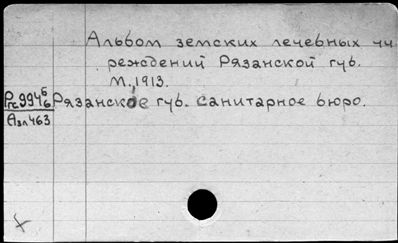 Альбом земских лечебных уч
реждений Рязанской губ.
М., 1913.
Рязанское губ. санитарное бюро.